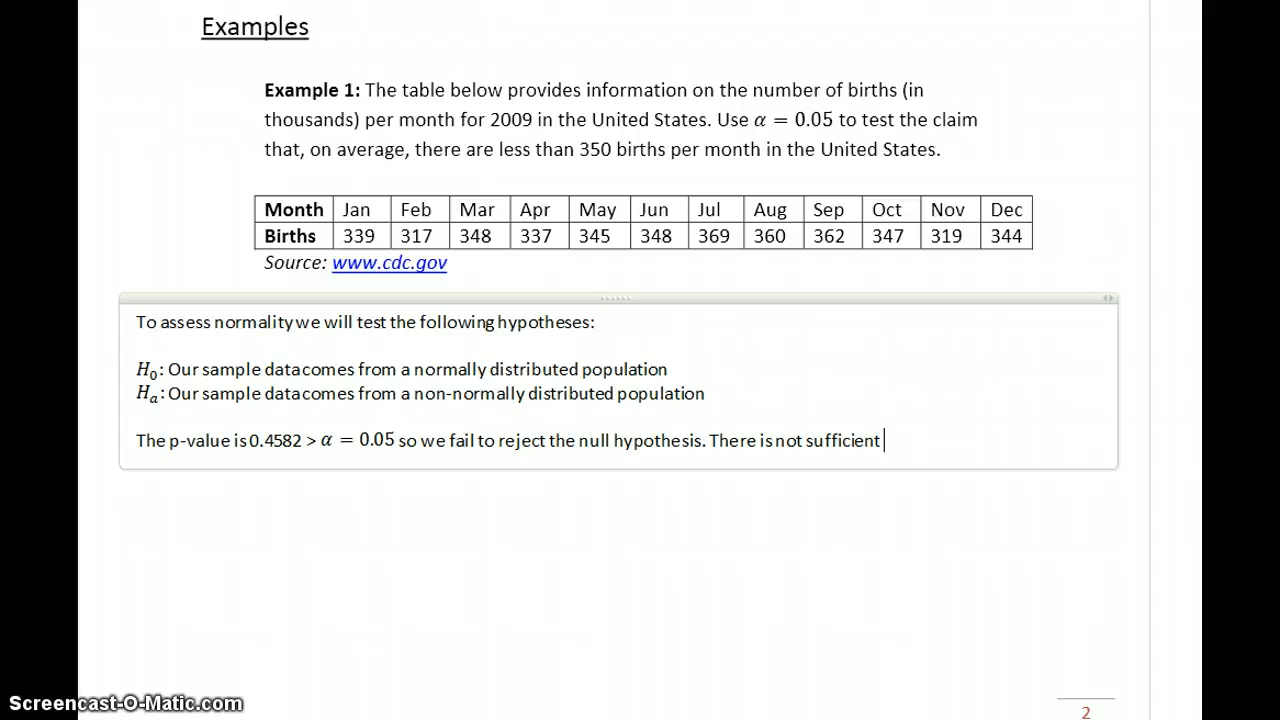 Examples
Example 1: The table below provides information on the number of births (in
thousands) per month for 2009 in the United States. Use α = 0.05 to test the claim
that, on average, there are less than 350 births per month in the United States.
Month Jan Feb Mar Apr May Jun Jul Aug Sep Oct Nov Dec
Births 339 317 348 337 345 348 369 360 362 347 319 344
Source: www.cdc.gov
To assess normality we will test the following hypotheses:
H₀: Our sample data comes from a normally distributed population
Hₐ: Our sample data comes from a non-normally distributed population
The p-value is 0.4582 > α = 0.05 so we fail to reject the null hypothesis. There is not sufficient
Screencast-O-Matic.com
2